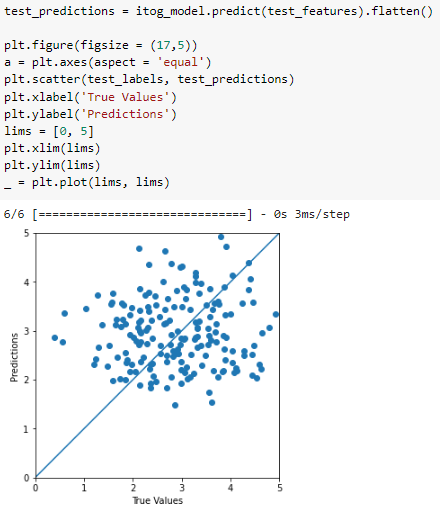 test_predictions = itog_model.predict(test_features).flatten()
plt.figure(figsize = (17,5))
a = plt.axes(aspect = 'equal')
plt.scatter(test_labels, test_predictions)
plt.xlabel('True Values')
plt.ylabel('Predictions')
lims = [0, 5]
plt.xlim(lims)
plt.ylim(lims)
_ = plt.plot(lims, lims)
6/6 [==============================] - 0s 3ms/step
5
4
3
2
1
0
Predictions
0 1 2 3 4 5
True Values